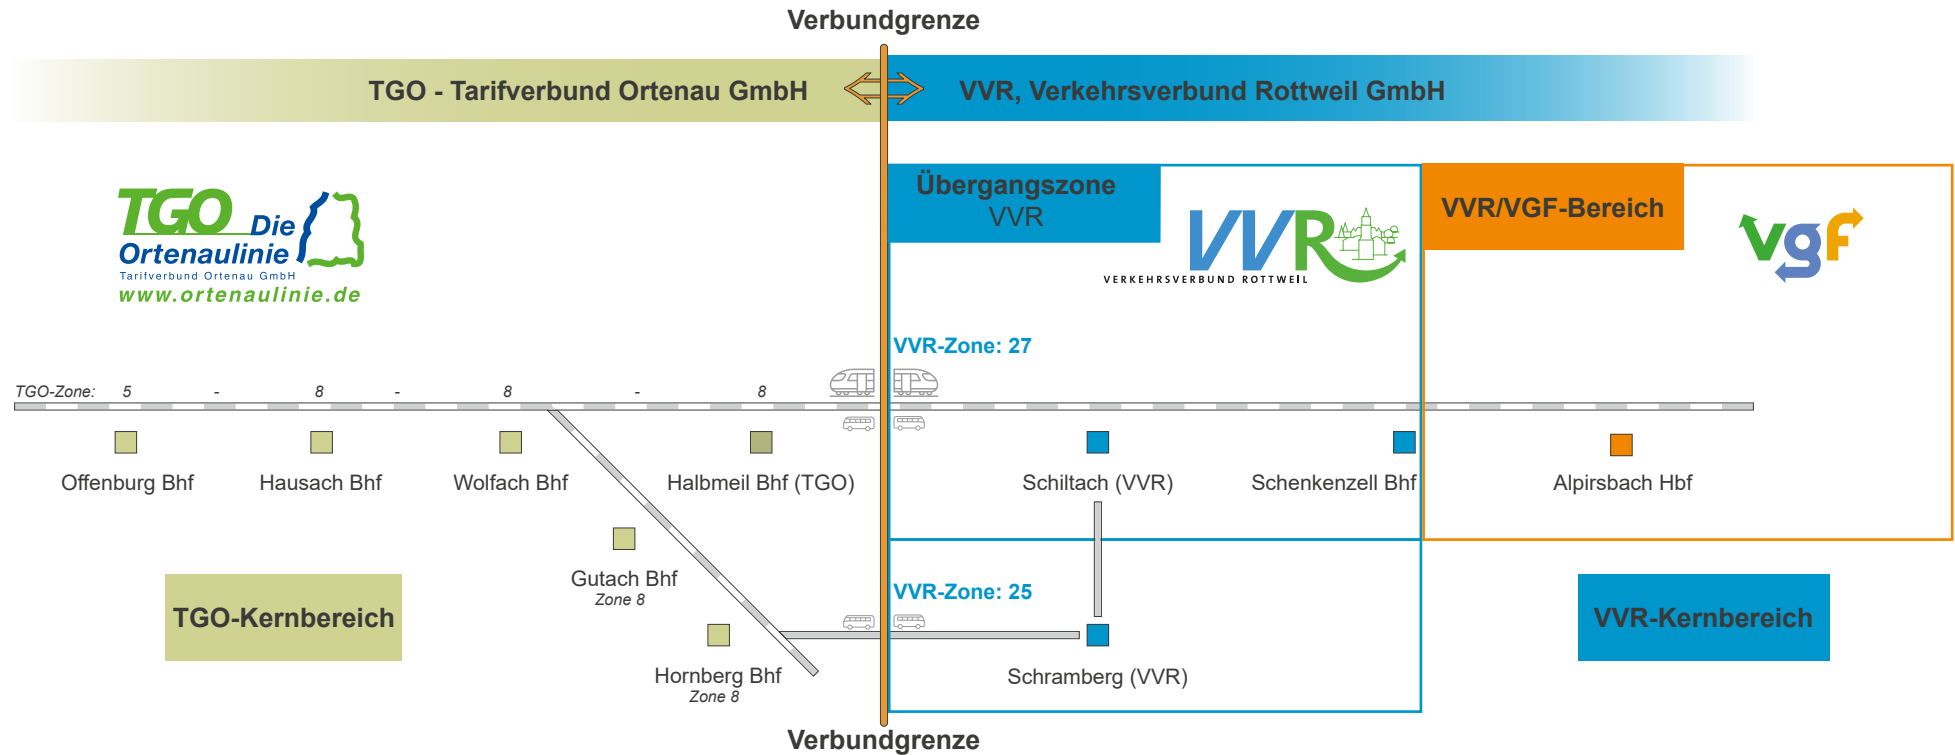 Verbundgrenze
TGO - Tarifverbund Ortenau GmbH
VVR, Verkehrsverbund Rottweil GmbH
TGO Die
Ortenaulinie
Tarifverbund Ortenau GmbH
www.ortenaulinie.de
Übergangszone
VVR
VVR
VERKEHRSVERBUND ROTTWEIL
VVR/VGF-Bereich
vgf
VVR-Zone: 27
TGO-Zone: 5 - 8 - 8 - 8
Offenburg Bhf
Hausach Bhf
Wolfach Bhf
Halbmeil Bhf (TGO)
Schiltach (VVR)
Schenkenzell Bhf
Alpirsbach Hbf
Gutach Bhf
Zone 8
VVR-Zone: 25
TGO-Kernbereich
VVR-Kernbereich
Hornberg Bhf
Zone 8
Schramberg (VVR)
Verbundgrenze